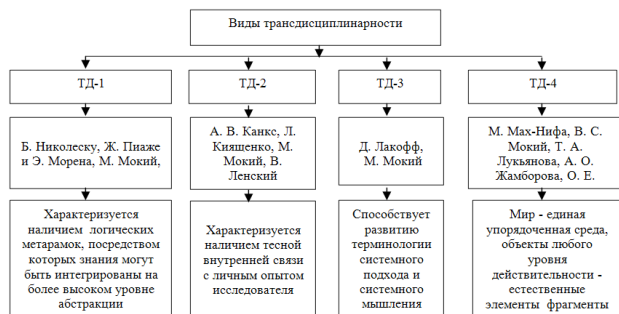 Виды трансдисциплинарности
ТД-1
ТД-2
ТД-3
ТД-4
Б. Николеску, Ж. Пиаже
и Э. Морена, М. Мокий,
А. В. Канкс, Л.
Киященко, М.
Мокий, В.
Ленский
Д. Лакофф,
М. Мокий
М. Мах-Нифа, В. С.
Мокий, Т. А.
Лукьянова, А. О.
Жамборова, О. Е.
Характеризуется
наличием логических
метарамок, посредством
которых знания могут
быть интегрированы на
более высоком уровне
абстракции
Характеризуется
наличием тесной
внутренней связи
с личным опытом
исследователя
Способствует
развитию
терминологии
системного
подхода и
системного
мышления
Мир - единая
упорядоченная среда,
объекты любого
уровня
действительности -
естественные
элементы фрагменты